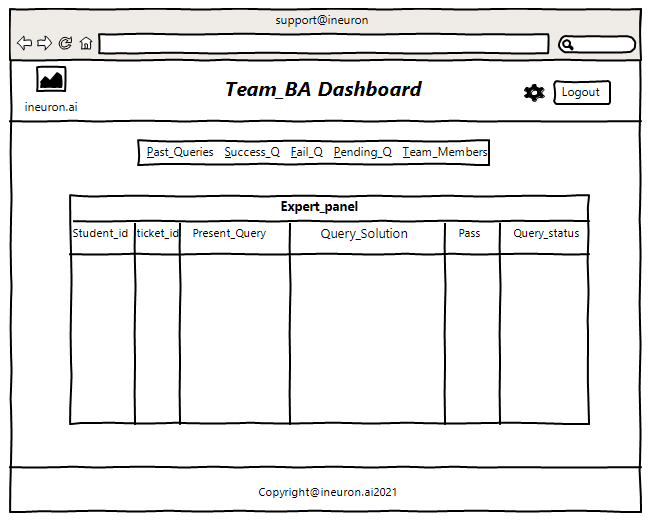 support@ineuron
ineuron.ai
Team_BA Dashboard
Logout
Past_Queries Success_Q Fail_Q Pending_Q Team_Members
Expert_panel
Student_id ticket_id Present_Query Query_Solution Pass Query_status
Copyright@ineuron.ai2021